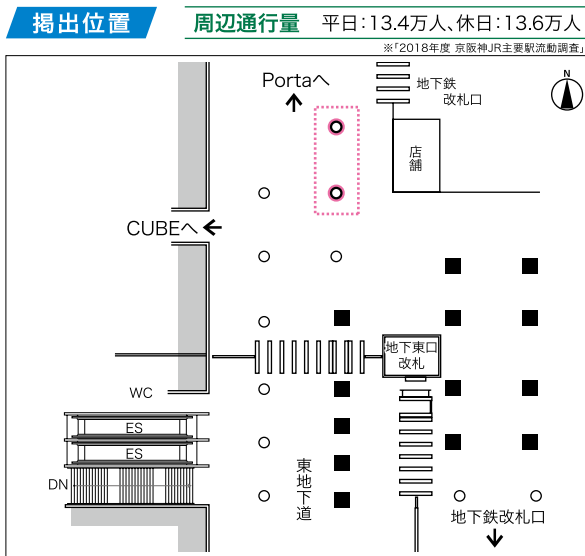 掲出位置
周辺通行量 平日:13.4万人、休日:13.6万人
※「2018年度 京阪神JR主要駅流動調査」
Portaへ
地下鉄
改札口
N
店舗
CUBEへ
地下東口
改札
WC
ES
ES
DN
東地下道
地下鉄改札口